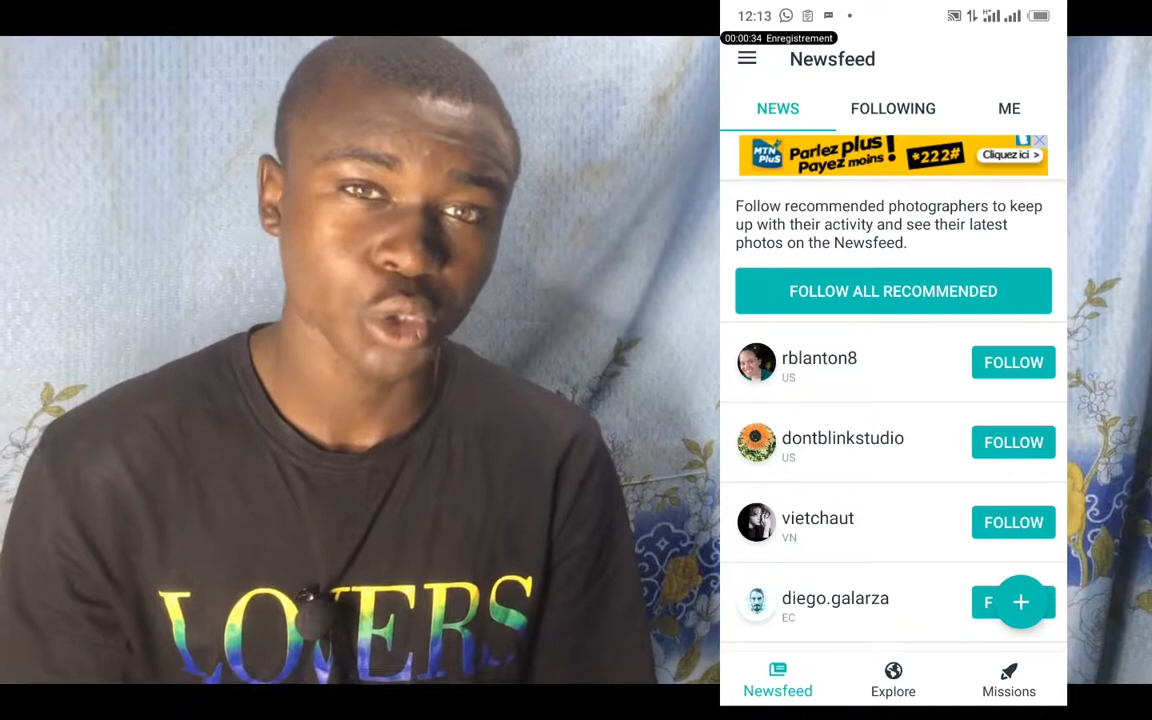 12:13
00:00:34 Enregistrement
Newsfeed
NEWS
FOLLOWING
ME
MTN PLUS
Parlez plus !
Payez moins
*222#
Cliquez ici >
Follow recommended photographers to keep
up with their activity and see their latest
photos on the Newsfeed.
FOLLOW ALL RECOMMENDED
rblanton8
US
FOLLOW
dontblinkstudio
US
FOLLOW
vietchaut
VN
FOLLOW
diego.galarza
EC
F
+
Newsfeed
Explore
Missions
LOVERS